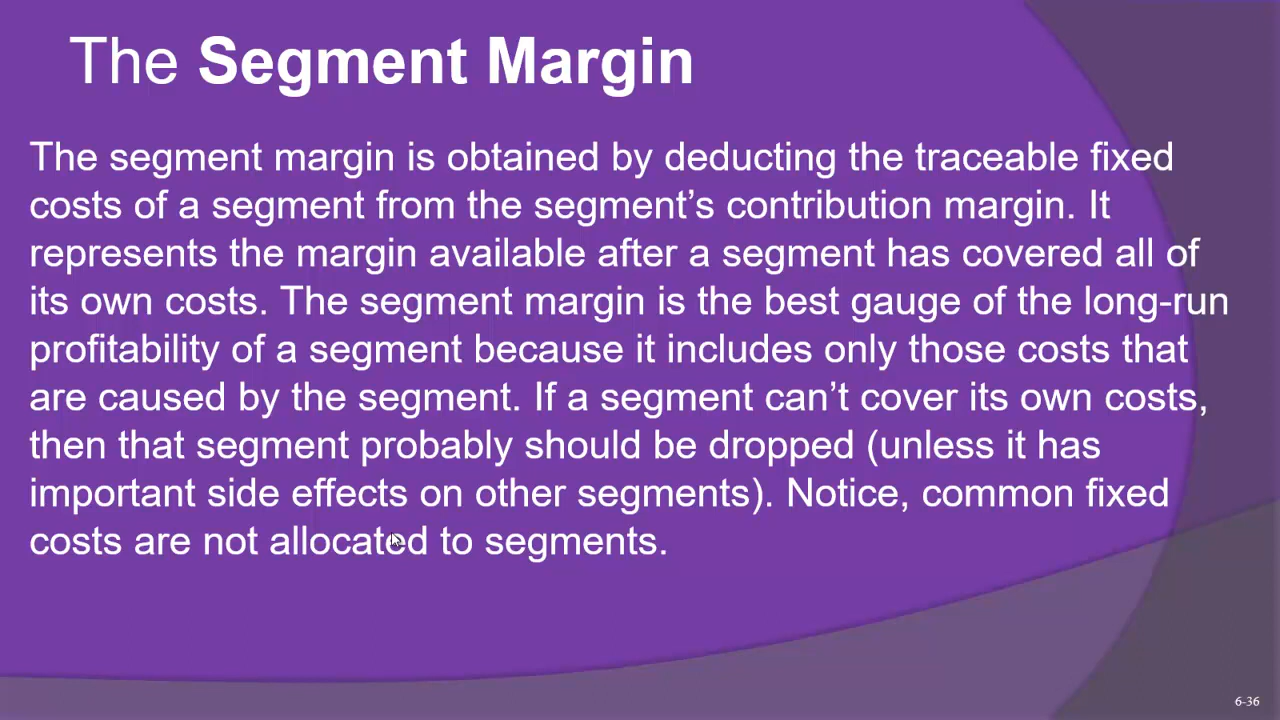 The Segment Margin
The segment margin is obtained by deducting the traceable fixed
costs of a segment from the segment’s contribution margin. It
represents the margin available after a segment has covered all of
its own costs. The segment margin is the best gauge of the long-run
profitability of a segment because it includes only those costs that
are caused by the segment. If a segment can’t cover its own costs,
then that segment probably should be dropped (unless it has
important side effects on other segments). Notice, common fixed
costs are not allocated to segments.
6-36